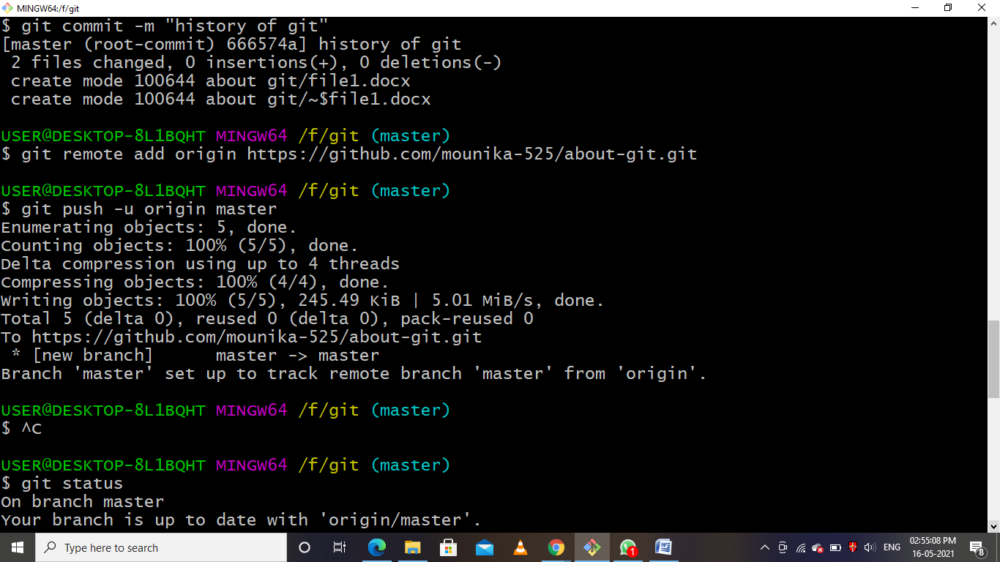 MINGW64:/f/git
$ git commit -m "history of git"
[master (root-commit) 666574a] history of git
 2 files changed, 0 insertions(+), 0 deletions(-)
 create mode 100644 about git/file1.docx
 create mode 100644 about git/~$file1.docx
USER@DESKTOP-8L1BQHT MINGW64 /f/git (master)
$ git remote add origin https://github.com/mounika-525/about-git.git
USER@DESKTOP-8L1BQHT MINGW64 /f/git (master)
$ git push -u origin master
Enumerating objects: 5, done.
Counting objects: 100% (5/5), done.
Delta compression using up to 4 threads
Compressing objects: 100% (4/4), done.
Writing objects: 100% (5/5), 245.49 KiB | 5.01 MiB/s, done.
Total 5 (delta 0), reused 0 (delta 0), pack-reused 0
To https://github.com/mounika-525/about-git.git
 * [new branch]      master -> master
Branch 'master' set up to track remote branch 'master' from 'origin'.
USER@DESKTOP-8L1BQHT MINGW64 /f/git (master)
$ ^C
USER@DESKTOP-8L1BQHT MINGW64 /f/git (master)
$ git status
On branch master
Your branch is up to date with 'origin/master'.
Type here to search
1
ENG
02:55:08 PM
16-05-2021
8